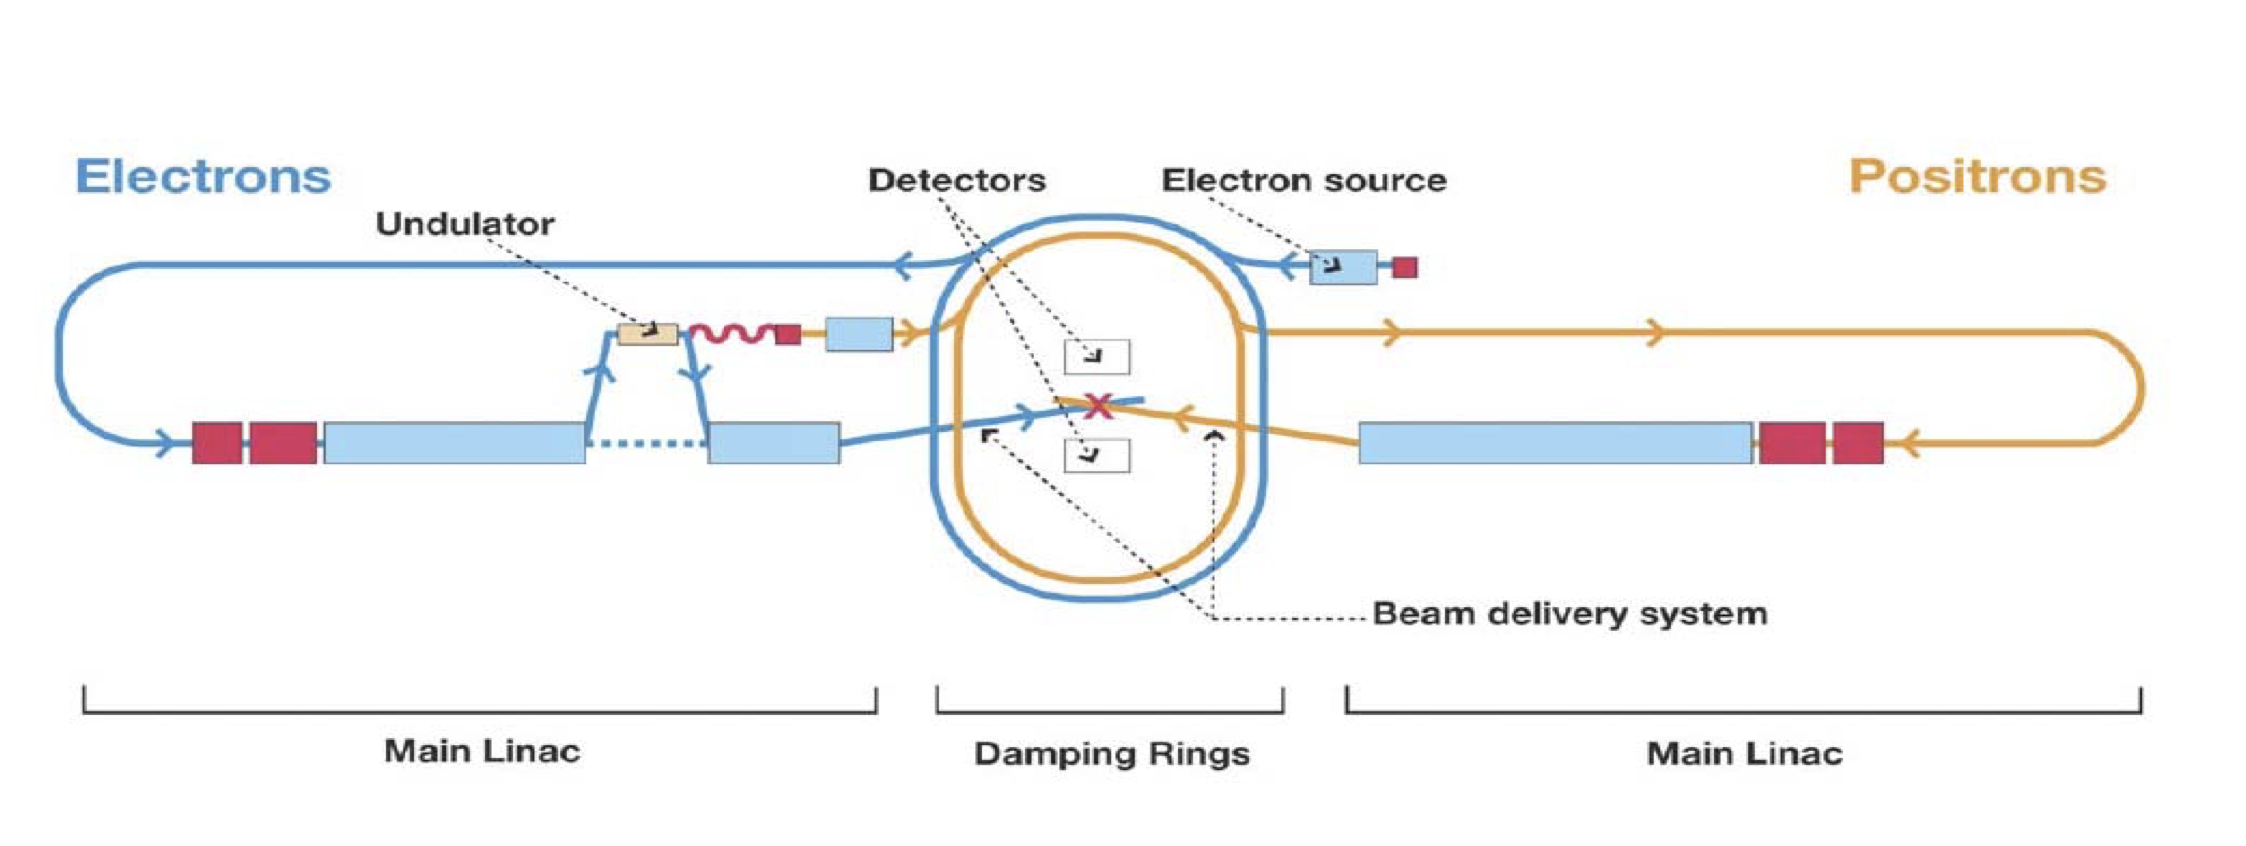 Electrons
Detectors
Electron source
Positrons
Undulator
Beam delivery system
Main Linac
Damping Rings
Main Linac